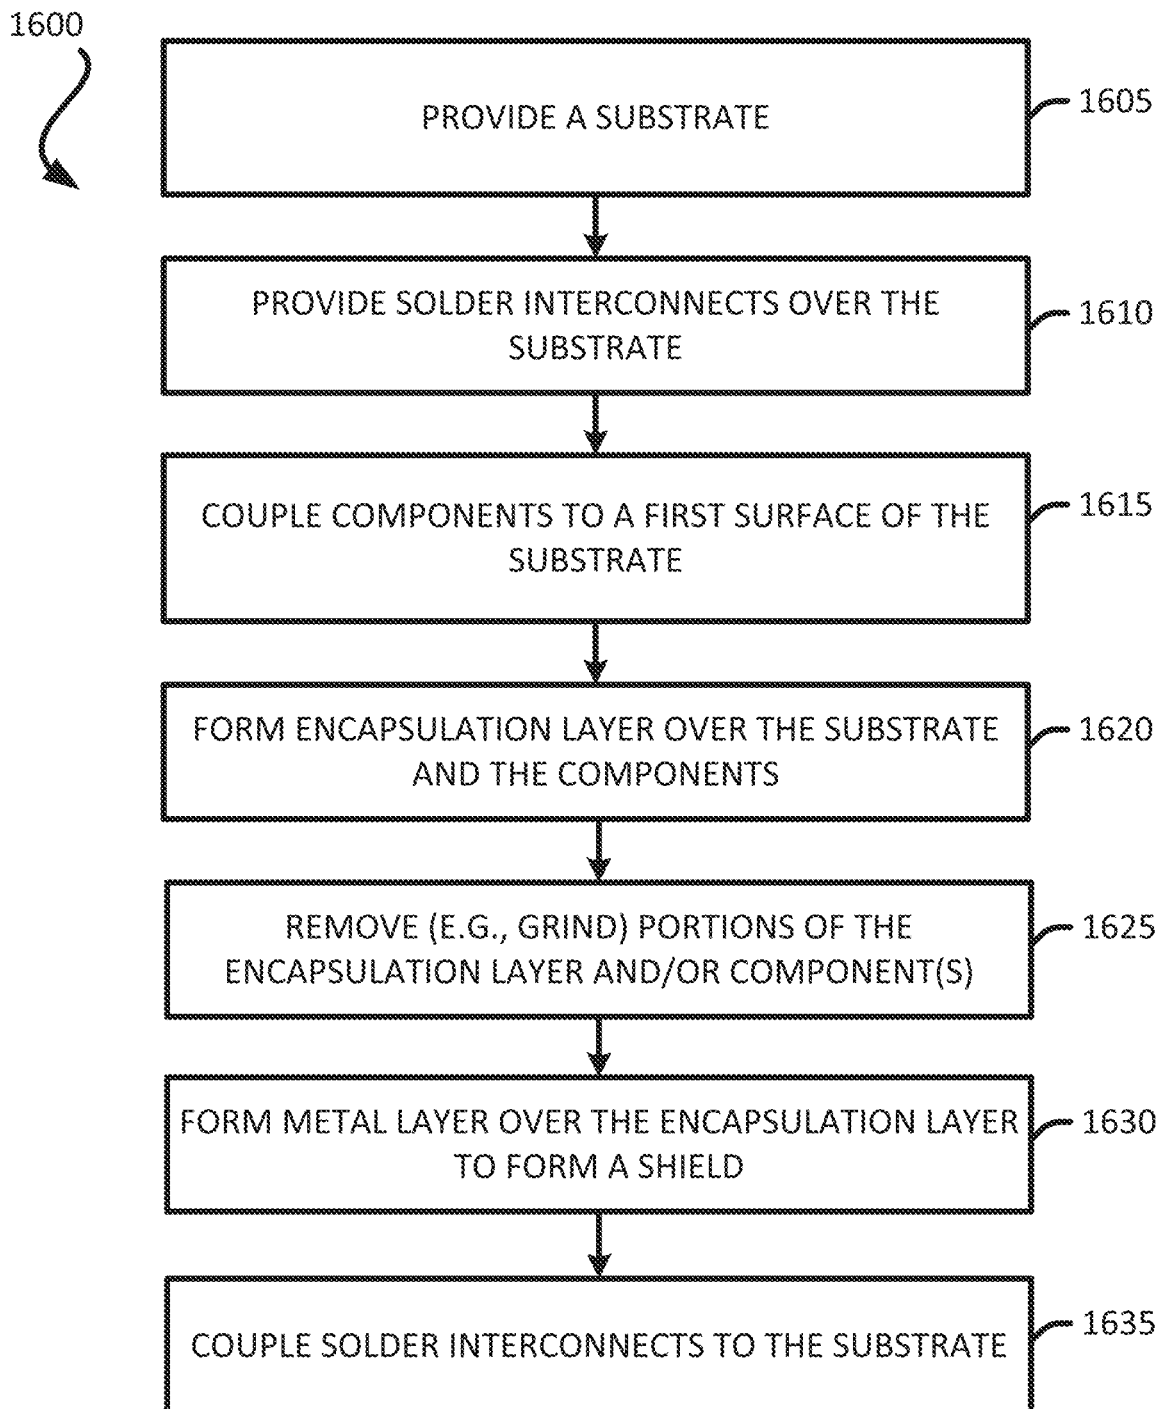 1600
PROVIDE A SUBSTRATE
1605
PROVIDE SOLDER INTERCONNECTS OVER THE
SUBSTRATE
1610
COUPLE COMPONENTS TO A FIRST SURFACE OF THE
SUBSTRATE
1615
FORM ENCAPSULATION LAYER OVER THE SUBSTRATE
AND THE COMPONENTS
1620
REMOVE (E.G., GRIND) PORTIONS OF THE
ENCAPSULATION LAYER AND/OR COMPONENT(S)
1625
FORM METAL LAYER OVER THE ENCAPSULATION LAYER
TO FORM A SHIELD
1630
COUPLE SOLDER INTERCONNECTS TO THE SUBSTRATE
1635